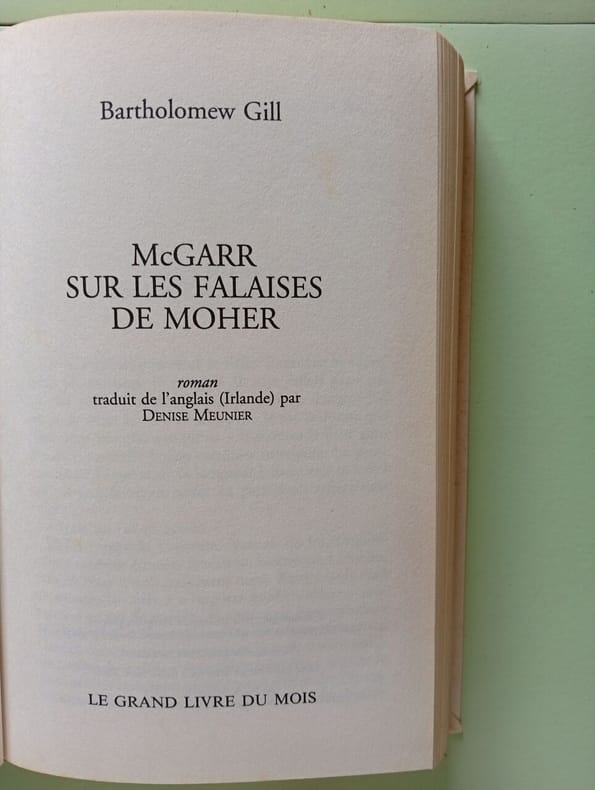 Bartholomew Gill
McGARR
SUR LES FALAISES
DE MOHER
roman
traduit de l'anglais (Irlande) par
DENISE MEUNIER
LE GRAND LIVRE DU MOIS